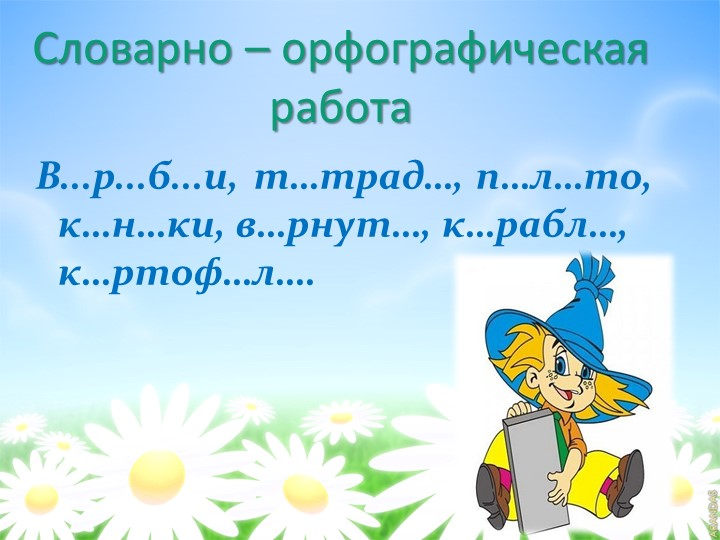 Словарно – орфографическая
работа
В...р...б...и, т...трад..., п...л...то,
к...н...ки, в...рнут..., к...рабл...,
к...ртоф...л....